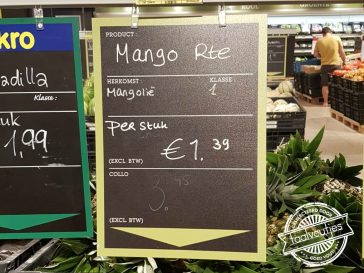 kro
adilla
Klasse:
uk
1,99
PRODUCT:
Mango Rte
HERKOMST: KLASSE:
Mangolië 1
per stuk
(EXCL. BTW) €1.39
COLLO
(EXCL. BTW)
taalvoutjes